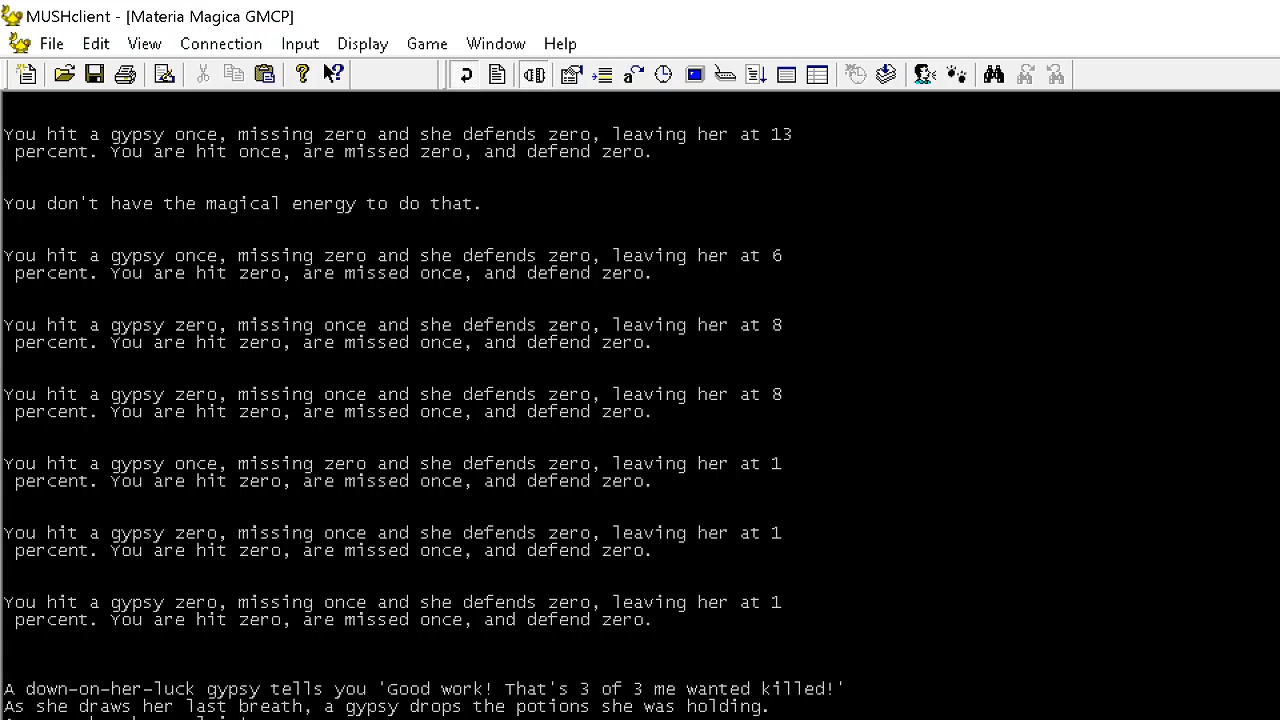 MUSHclient - [Materia Magica GMCP]
File Edit View Connection Input Display Game Window Help
You hit a gypsy once, missing zero and she defends zero, leaving her at 13
percent. You are hit once, are missed zero, and defend zero.
You don't have the magical energy to do that.
You hit a gypsy once, missing zero and she defends zero, leaving her at 6
percent. You are hit zero, are missed once, and defend zero.
You hit a gypsy zero, missing once and she defends zero, leaving her at 8
percent. You are hit zero, are missed once, and defend zero.
You hit a gypsy zero, missing once and she defends zero, leaving her at 8
percent. You are hit zero, are missed once, and defend zero.
You hit a gypsy once, missing zero and she defends zero, leaving her at 1
percent. You are hit zero, are missed once, and defend zero.
You hit a gypsy zero, missing once and she defends zero, leaving her at 1
percent. You are hit zero, are missed once, and defend zero.
You hit a gypsy zero, missing once and she defends zero, leaving her at 1
percent. You are hit zero, are missed once, and defend zero.
A down-on-her-luck gypsy tells you 'Good work! That's 3 of 3 me wanted killed!'
As she draws her last breath, a gypsy drops the potions she was holding.